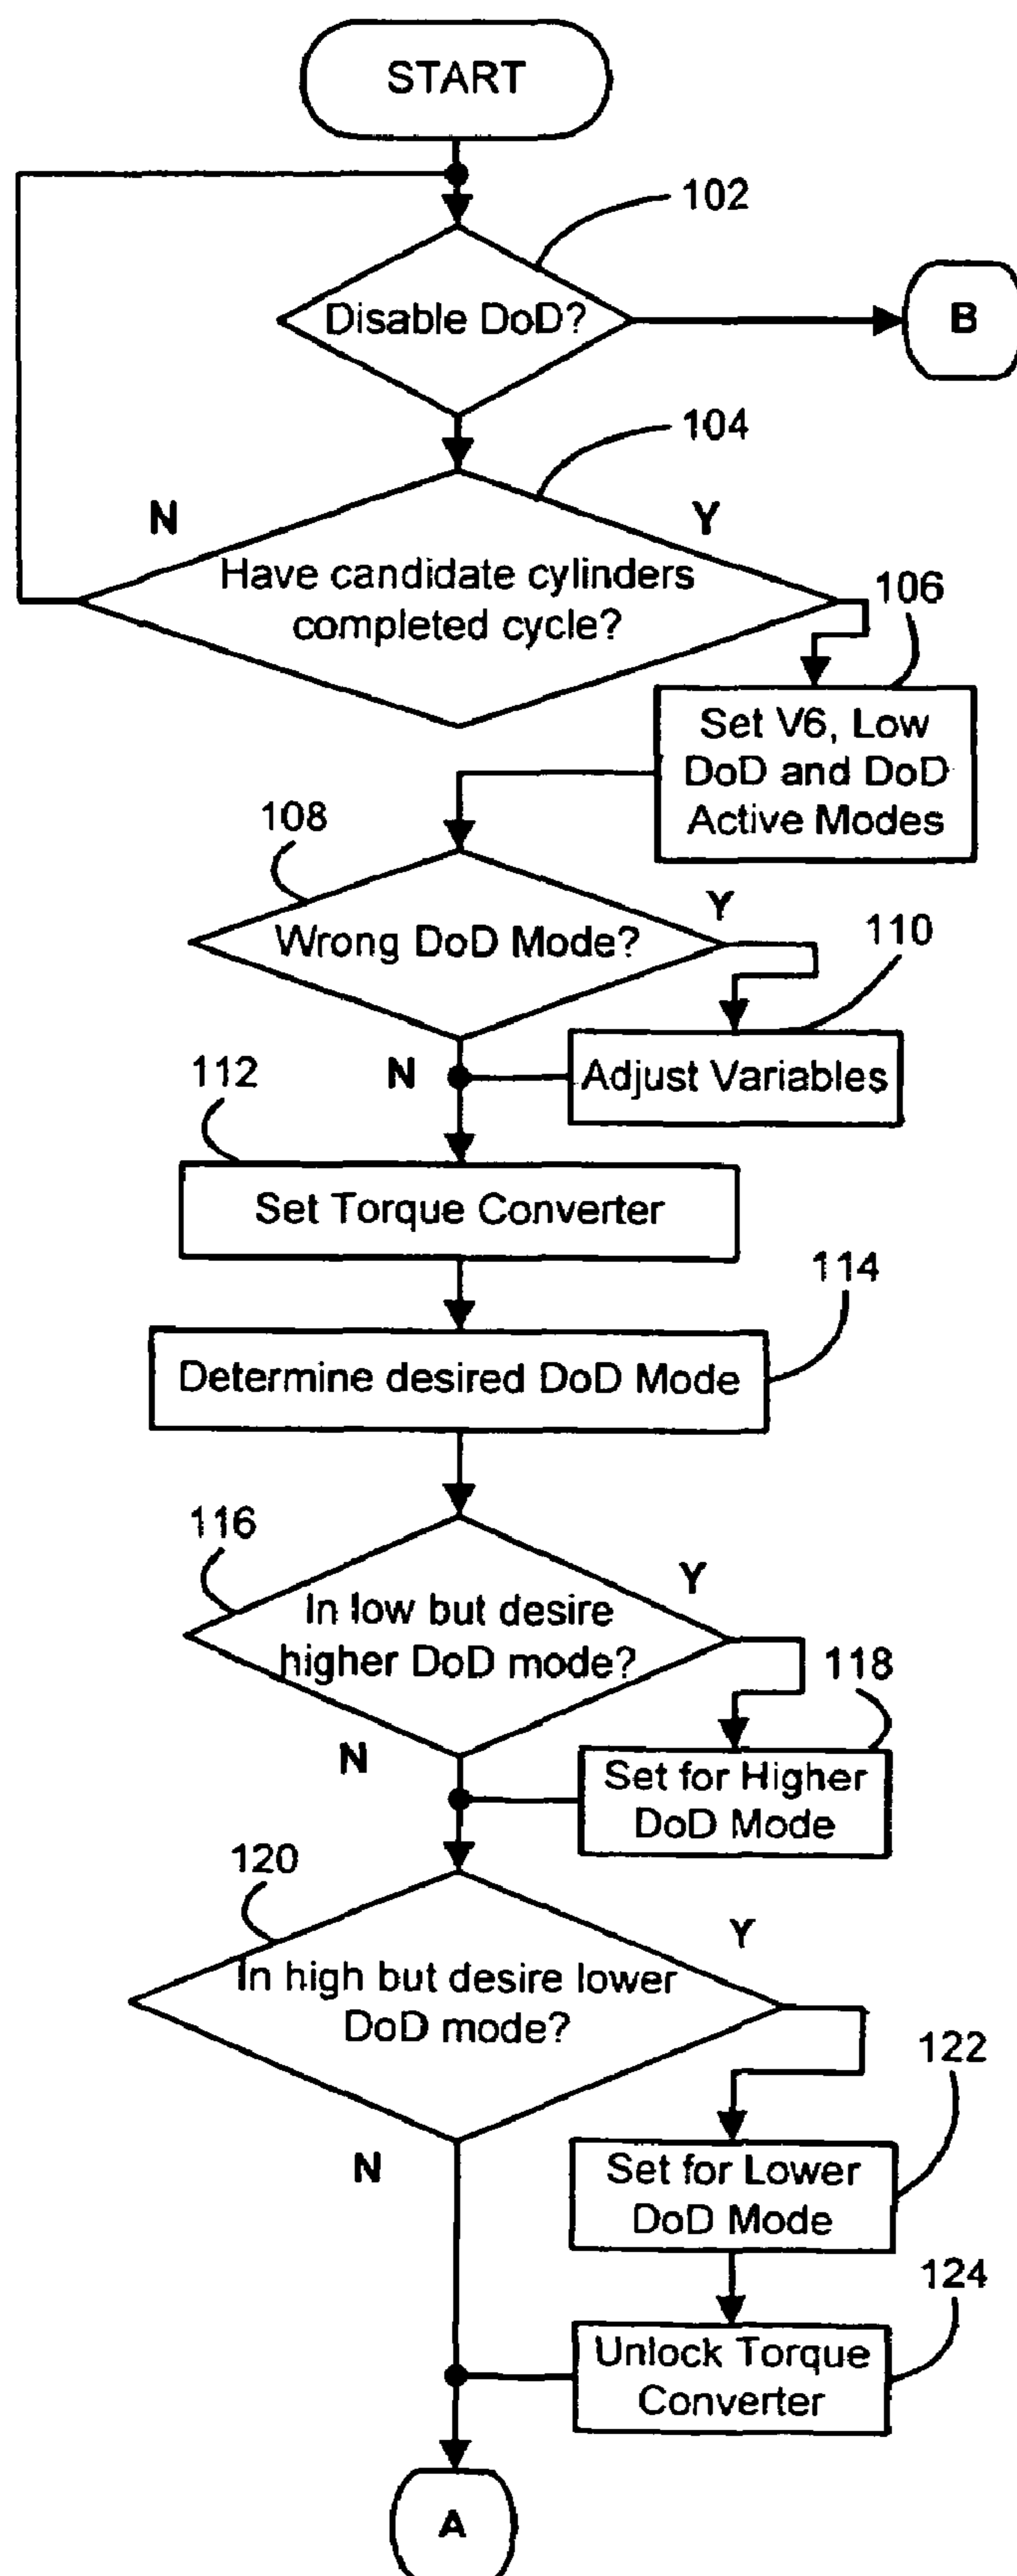 START
102
Disable DoD?
B
104
N
Y
Have candidate cylinders
completed cycle?
106
Set V6, Low
DoD and DoD
Active Modes
108
Wrong DoD Mode?
Y
110
Adjust Variables
N
112
Set Torque Converter
114
Determine desired DoD Mode
116
In low but desire
higher DoD mode?
Y
118
Set for Higher
DoD Mode
N
120
In high but desire lower
DoD mode?
Y
122
Set for Lower
DoD Mode
N
124
Unlock Torque
Converter
A